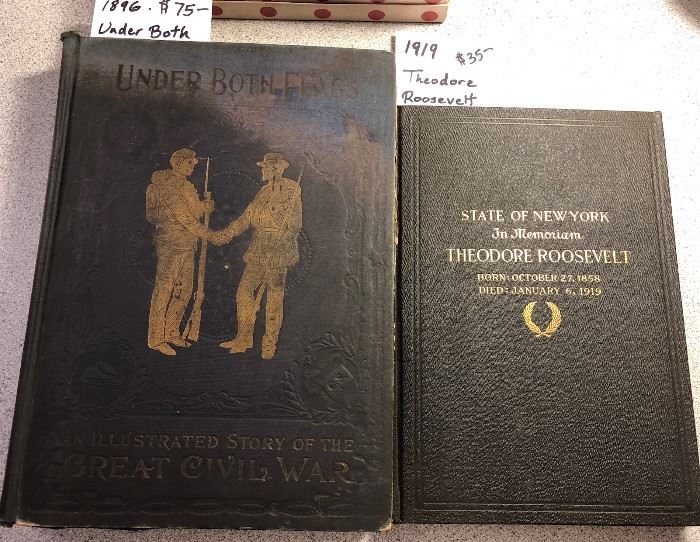 1896. $75-
Under Both
UNDER BOTH FLAGS
AN ILLUSTRATED STORY OF THE
GREAT CIVIL WAR
1919 $35-
Theodore
Roosevelt
STATE OF NEW YORK
In Memoriam
THEODORE ROOSEVELT
BORN: OCTOBER 27, 1858
DIED: JANUARY 6, 1919